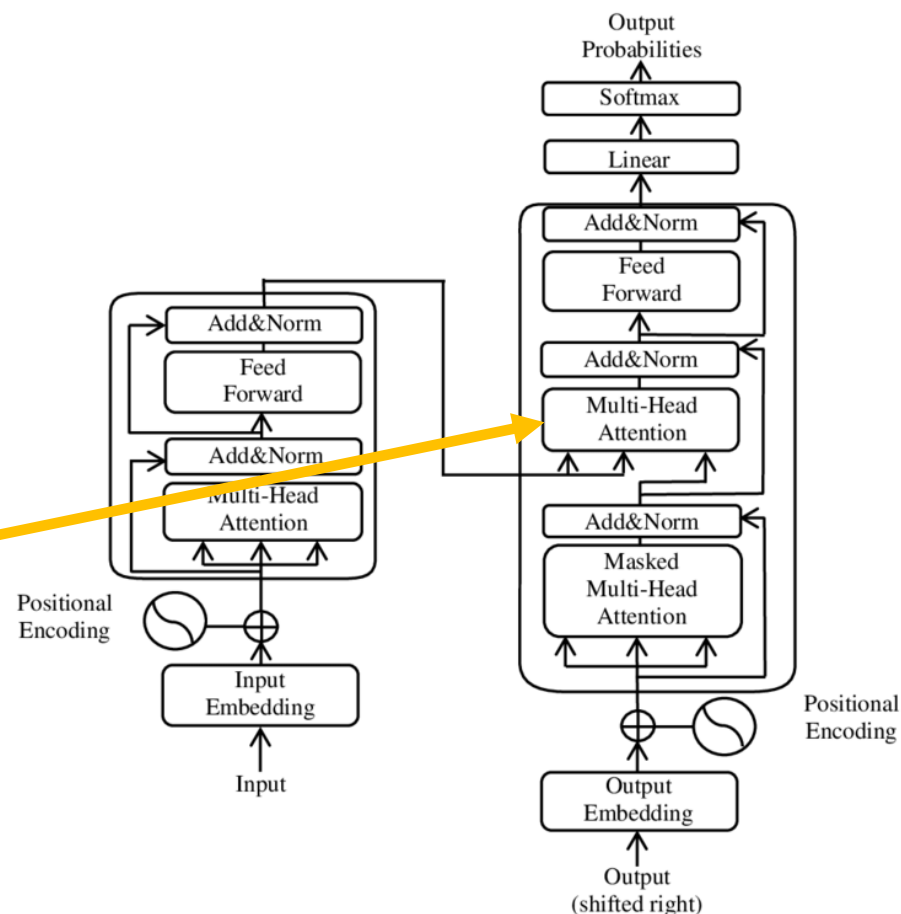 Output
Probabilities
Softmax
Linear
Add&Norm
Feed
Forward
Add&Norm
Multi-Head
Attention
Add&Norm
Masked
Multi-Head
Attention
Positional
Encoding
Output
Embedding
Output
(shifted right)
Add&Norm
Feed
Forward
Add&Norm
Multi-Head
Attention
Positional
Encoding
Input
Embedding
Input